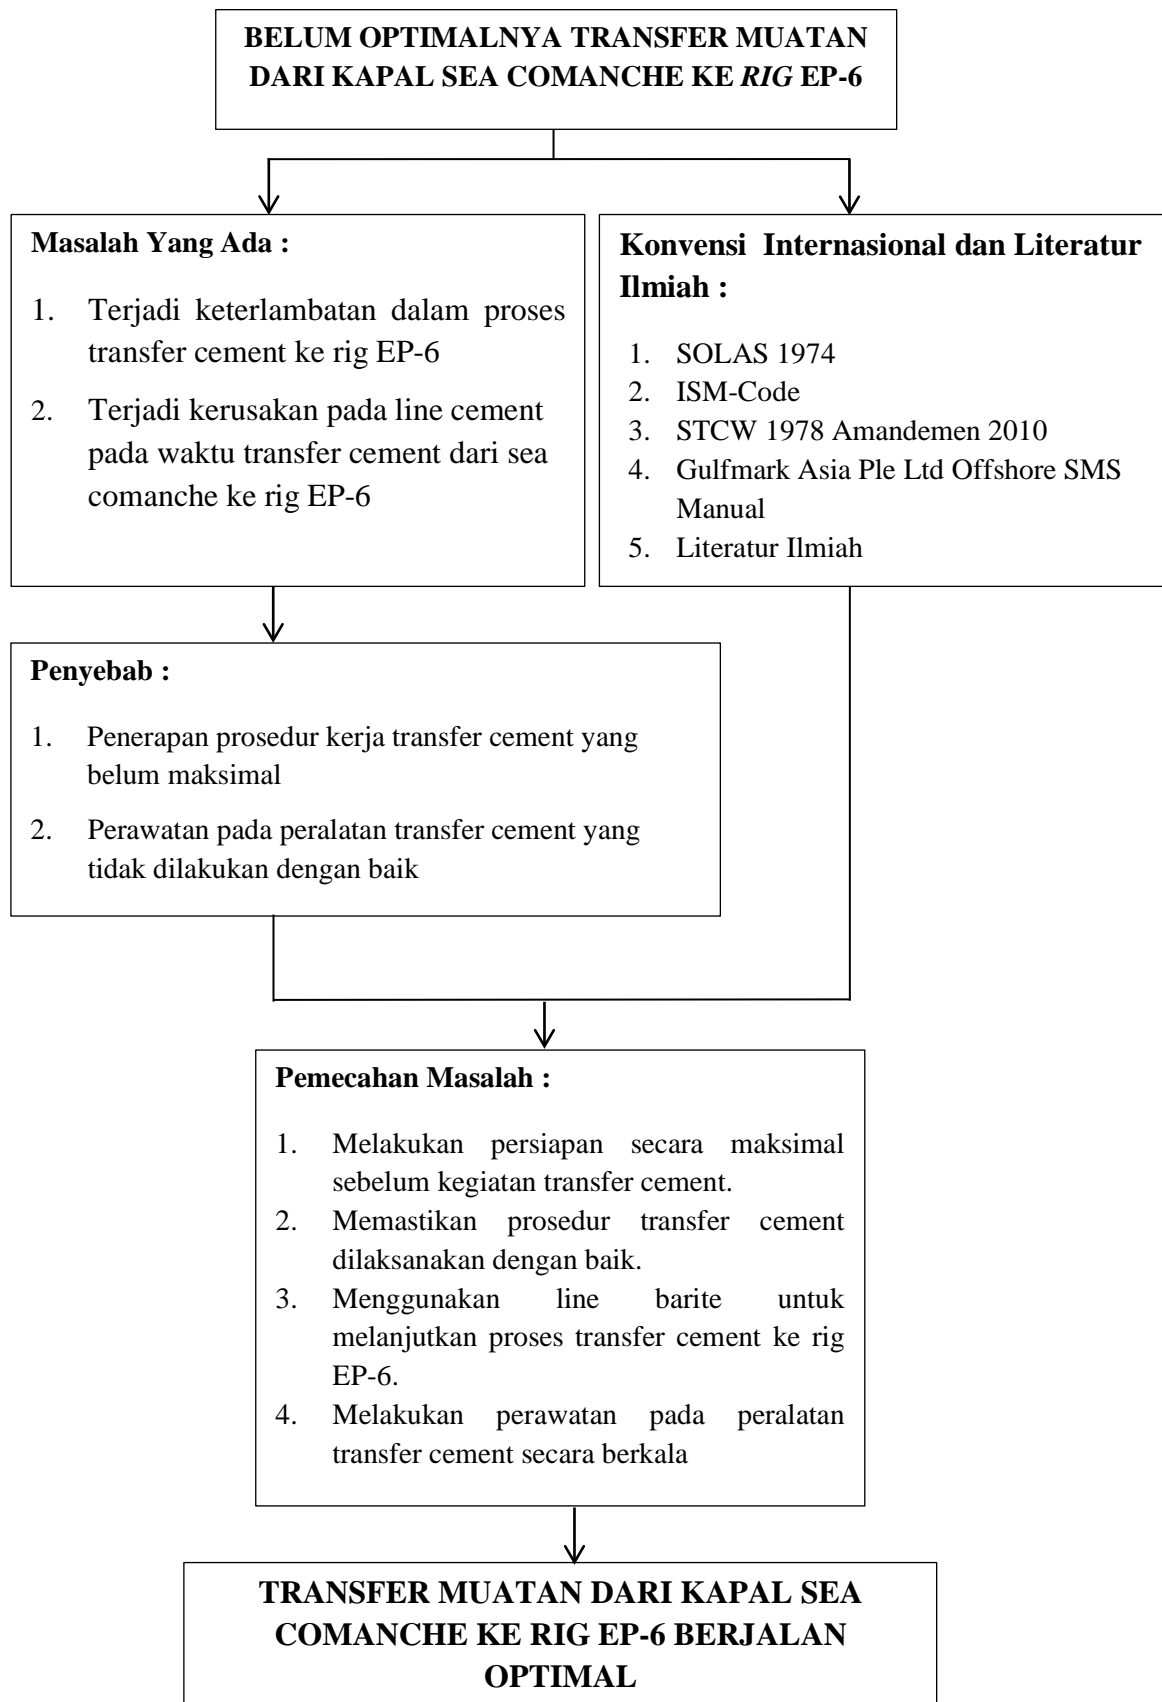 BELUM OPTIMALNYA TRANSFER MUATAN
DARI KAPAL SEA COMANCHE KE RIG EP-6
Masalah Yang Ada :
1. Terjadi keterlambatan dalam proses
transfer cement ke rig EP-6
2. Terjadi kerusakan pada line cement
pada waktu transfer cement dari sea
comanche ke rig EP-6
Konvensi Internasional dan Literatur
Ilmiah :
1. SOLAS 1974
2. ISM-Code
3. STCW 1978 Amandemen 2010
4. Gulfmark Asia Ple Ltd Offshore SMS
Manual
5. Literatur Ilmiah
Penyebab :
1. Penerapan prosedur kerja transfer cement yang
belum maksimal
2. Perawatan pada peralatan transfer cement yang
tidak dilakukan dengan baik
Pemecahan Masalah :
1. Melakukan persiapan secara maksimal
sebelum kegiatan transfer cement.
2. Memastikan prosedur transfer cement
dilaksanakan dengan baik.
3. Menggunakan line barite untuk
melanjutkan proses transfer cement ke rig
EP-6.
4. Melakukan perawatan pada peralatan
transfer cement secara berkala
TRANSFER MUATAN DARI KAPAL SEA
COMANCHE KE RIG EP-6 BERJALAN
OPTIMAL